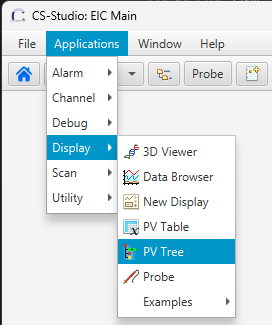 CS-Studio: EIC Main
File Applications Window Help
Probe
Alarm
Channel
Debug
Display
Scan
Utility
3D Viewer
Data Browser
New Display
PV Table
PV Tree
Probe
Examples